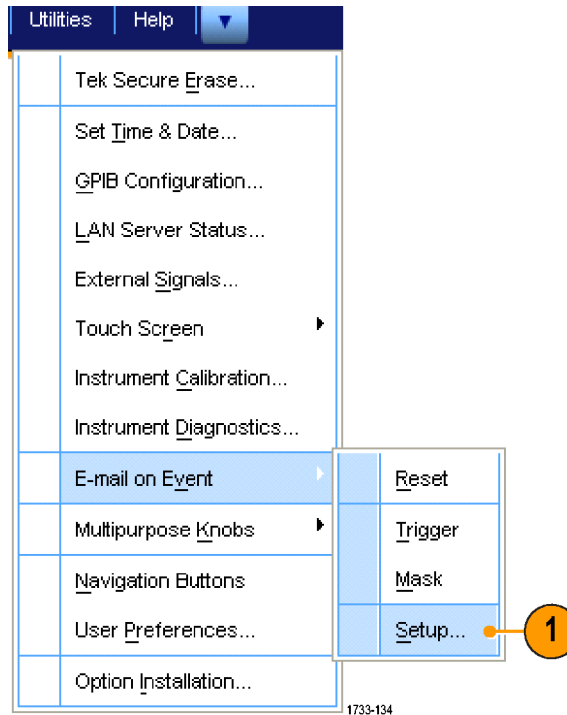 Utilities Help
Tek Secure Erase...
Set Time & Date...
GPIB Configuration...
LAN Server Status...
External Signals...
Touch Screen
Instrument Calibration...
Instrument Diagnostics...
E-mail on Event
Reset
Multipurpose Knobs
Trigger
Navigation Buttons
Mask
User Preferences...
Setup...
1
Option Installation...
1733-134